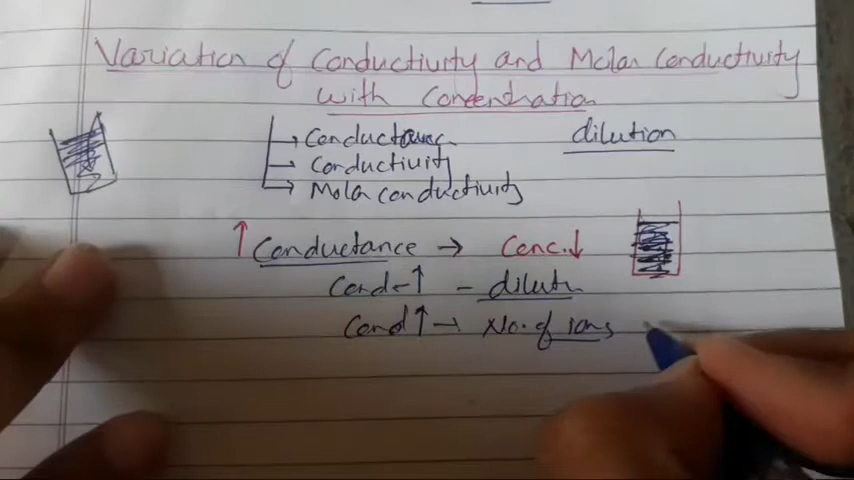 Variation of Conductivity and Molar Conductivity
with Concentration
→ Conductance
dilution
→ Conductivity
→ Mola conductivity
↑ Conductance → Conc.↓
Cond-↑ - dilutn
Cond↑ → No. of ions